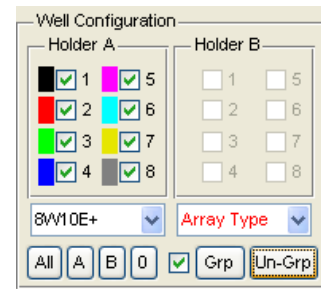 Well Configuration
Holder A
Holder B
1 5 1 5
2 6 2 6
3 7 3 7
4 8 4 8
8W10E+ Array Type
All A B 0 Grp Un-Grp